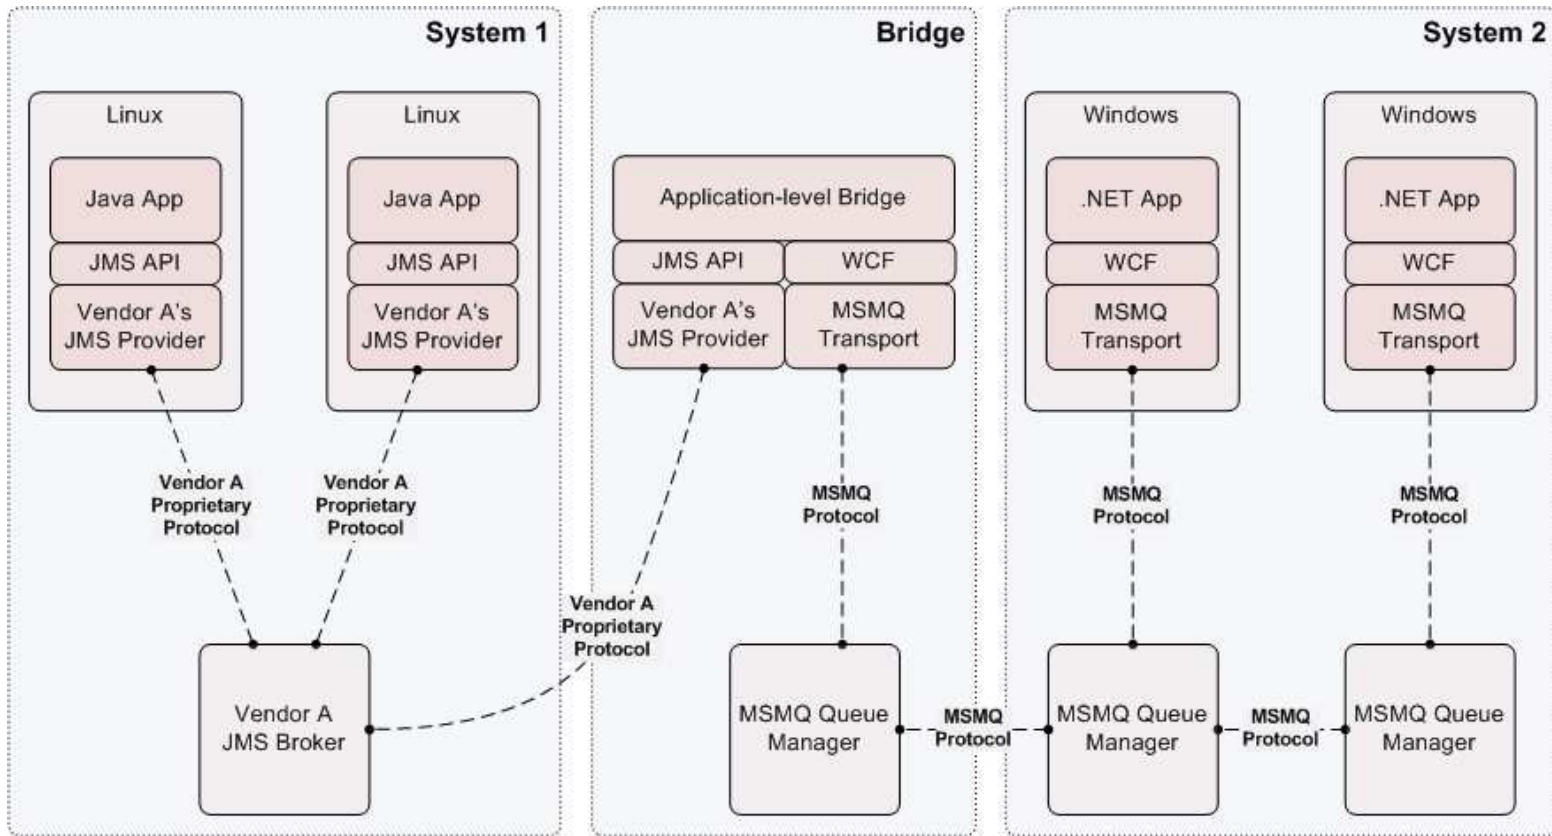 System 1
Linux
Java App
JMS API
Vendor A's
JMS Provider
Linux
Java App
JMS API
Vendor A's
JMS Provider
Vendor A
Proprietary
Protocol
Vendor A
Proprietary
Protocol
Vendor A
JMS Broker
Vendor A
Proprietary
Protocol
Bridge
Application-level Bridge
JMS API
WCF
Vendor A's
JMS Provider
MSMQ
Transport
MSMQ
Protocol
MSMQ Queue
Manager
MSMQ
Protocol
System 2
Windows
.NET App
WCF
MSMQ
Transport
Windows
.NET App
WCF
MSMQ
Transport
MSMQ
Protocol
MSMQ
Protocol
MSMQ Queue
Manager
MSMQ
Protocol
MSMQ Queue
Manager